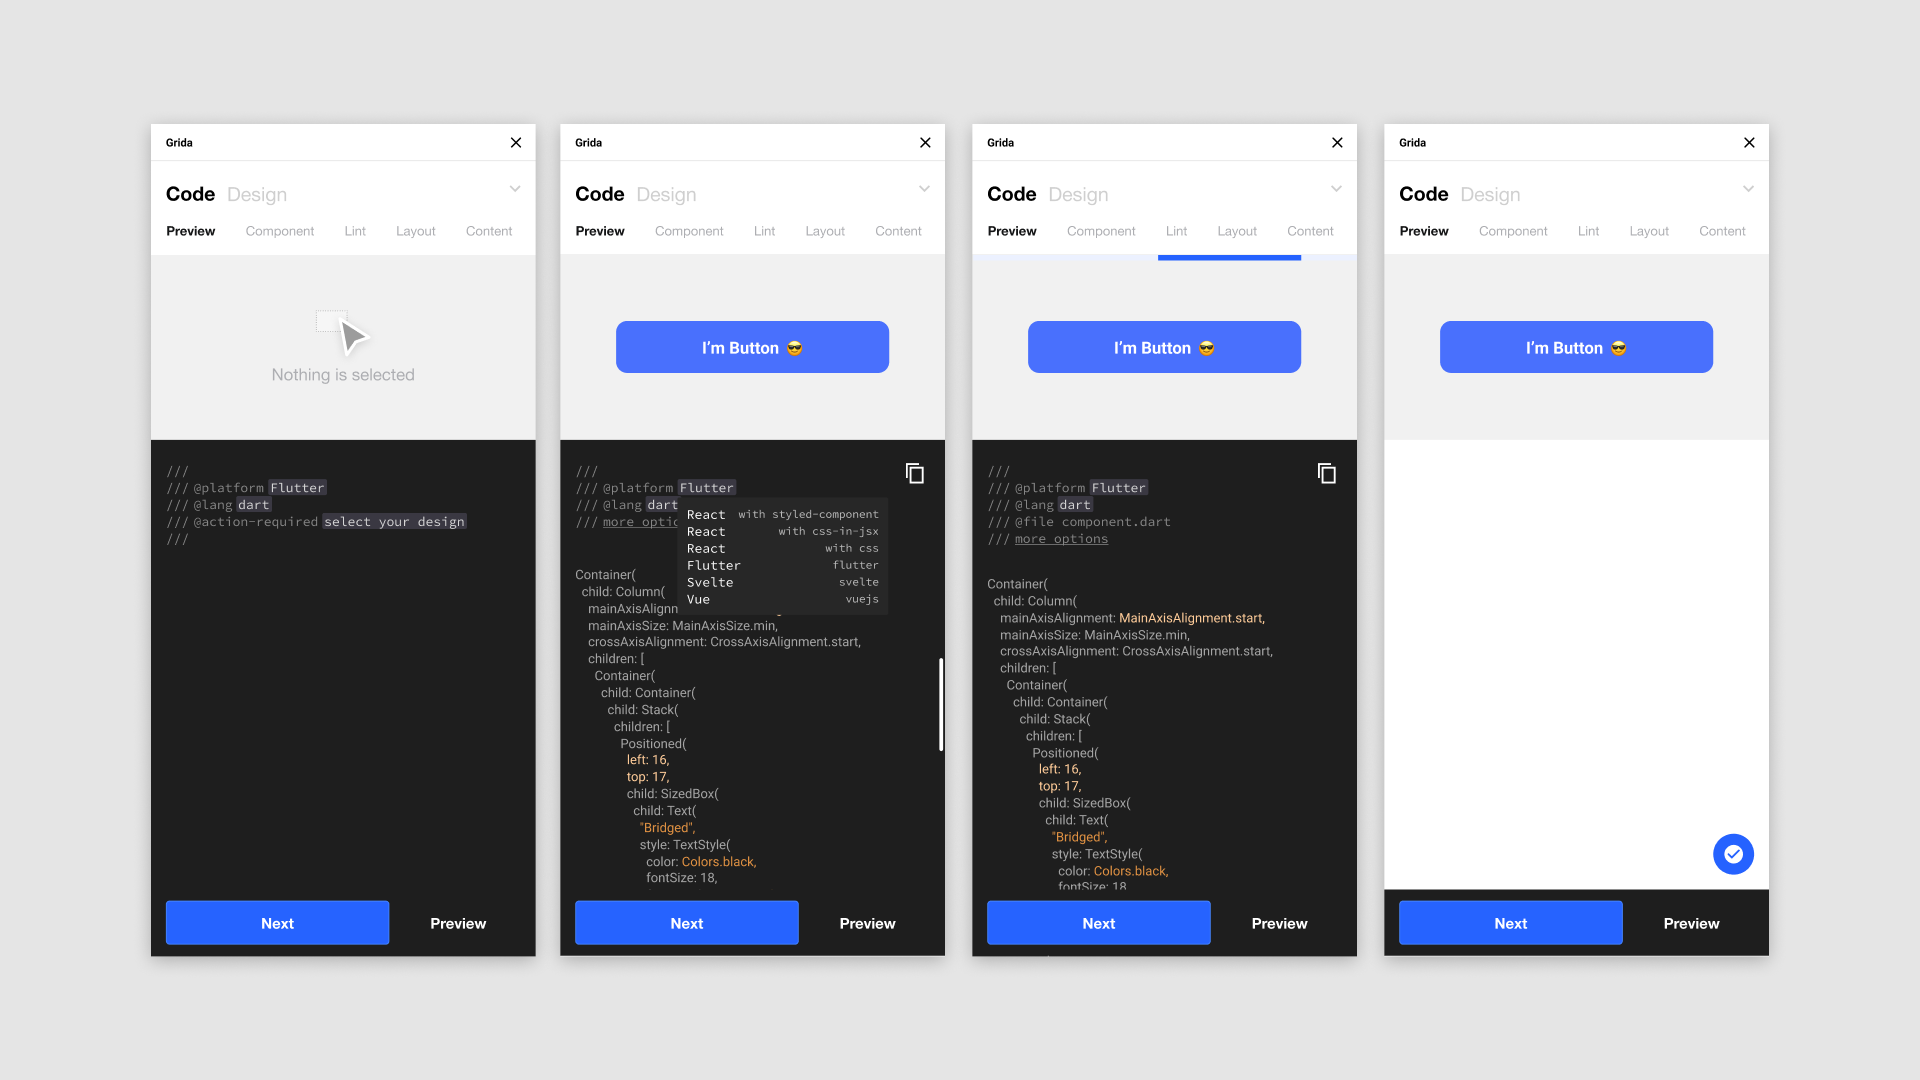 Grida
Code Design
Preview Component Lint Layout Content
Nothing is selected
///
/// @platform Flutter
/// @lang dart
/// @action-required select your design
///
Next Preview
Grida
Code Design
Preview Component Lint Layout Content
I'm Button 😎
///
/// @platform Flutter
/// @lang dart
/// more optio
React with styled-component
React with css-in-jsx
React with css
Flutter flutter
Svelte svelte
Vue vuejs
Container(
child: Column(
mainAxisAlignm
mainAxisSize: MainAxisSize.min,
crossAxisAlignment: CrossAxisAlignment.start,
children: [
Container(
child: Container(
child: Stack(
children: [
Positioned(
left: 16,
top: 17,
child: SizedBox(
child: Text(
"Bridged",
style: TextStyle(
color: Colors.black,
fontSize: 18,
Next Preview
Grida
Code Design
Preview Component Lint Layout Content
I'm Button 😎
///
/// @platform Flutter
/// @lang dart
/// @file component.dart
/// more options
Container(
child: Column(
mainAxisAlignment: MainAxisAlignment.start,
mainAxisSize: MainAxisSize.min,
crossAxisAlignment: CrossAxisAlignment.start,
children: [
Container(
child: Container(
child: Stack(
children: [
Positioned(
left: 16,
top: 17,
child: SizedBox(
child: Text(
"Bridged",
style: TextStyle(
color: Colors.black,
fontSize: 18
Next Preview
Grida
Code Design
Preview Component Lint Layout Content
I'm Button 😎
Next Preview